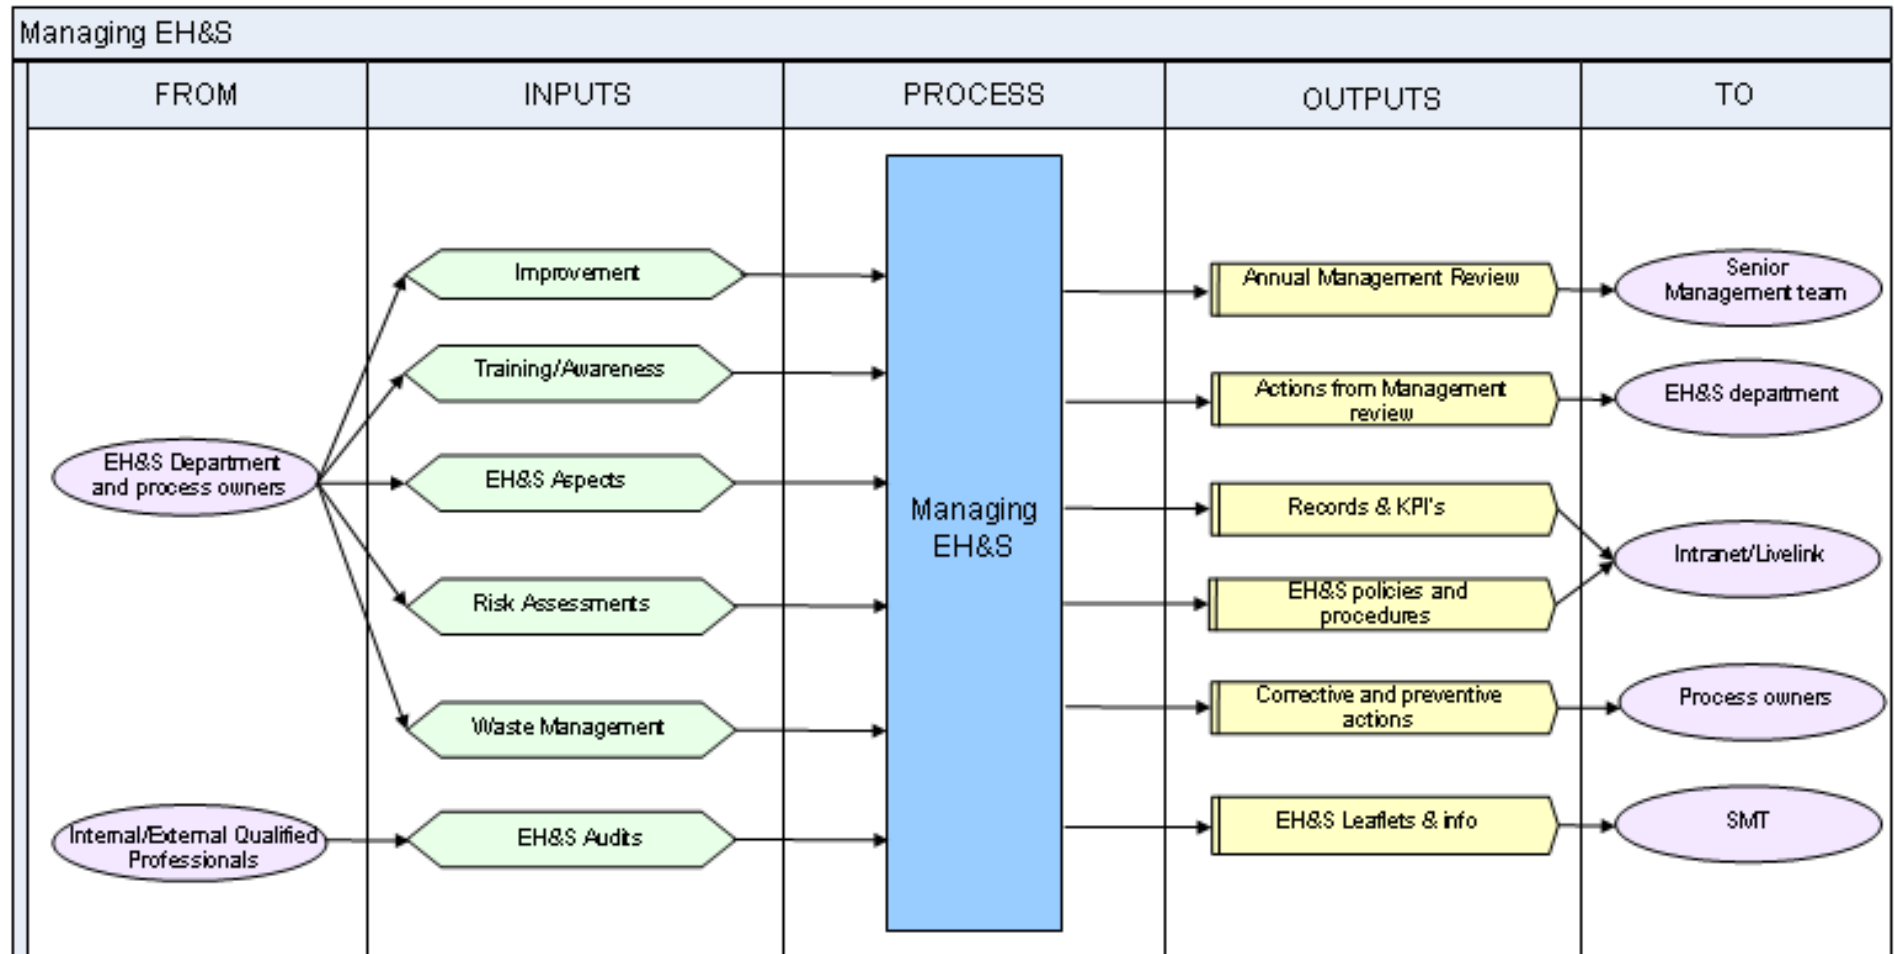 Managing EH&S
FROM
INPUTS
PROCESS
OUTPUTS
TO
EH&S Department
and process owners
Internal/External Qualified
Professionals
Improvement
Training/Awareness
EH&S Aspects
Risk Assessments
Waste Management
EH&S Audits
Managing
EH&S
Annual Management Review
Actions from Management
review
Records & KPI's
EH&S policies and
procedures
Corrective and preventive
actions
EH&S Leaflets & info
Senior
Management team
EH&S department
Intranet/Livelink
Process owners
SMT